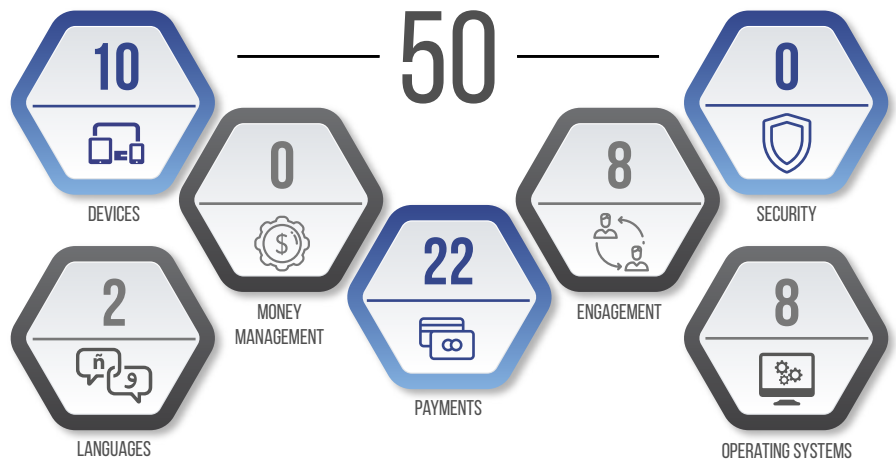 50
10
DEVICES
0
MONEY
MANAGEMENT
22
PAYMENTS
8
ENGAGEMENT
0
SECURITY
2
ñ
و
LANGUAGES
$
8
OPERATING SYSTEMS